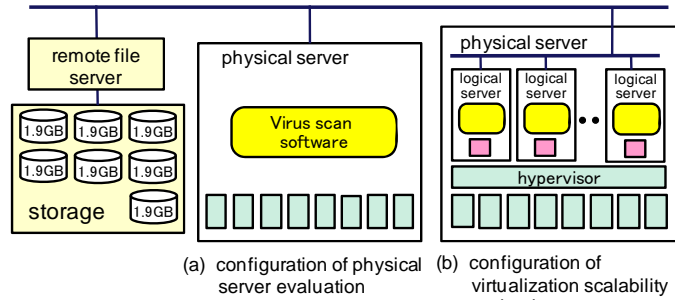 remote file
server
1.9GB
1.9GB
1.9GB
1.9GB
1.9GB
1.9GB
1.9GB
storage
physical server
Virus scan
software
(a) configuration of physical
server evaluation
physical server
logical
server
logical
server
logical
server
hypervisor
(b) configuration of
virtualization scalability